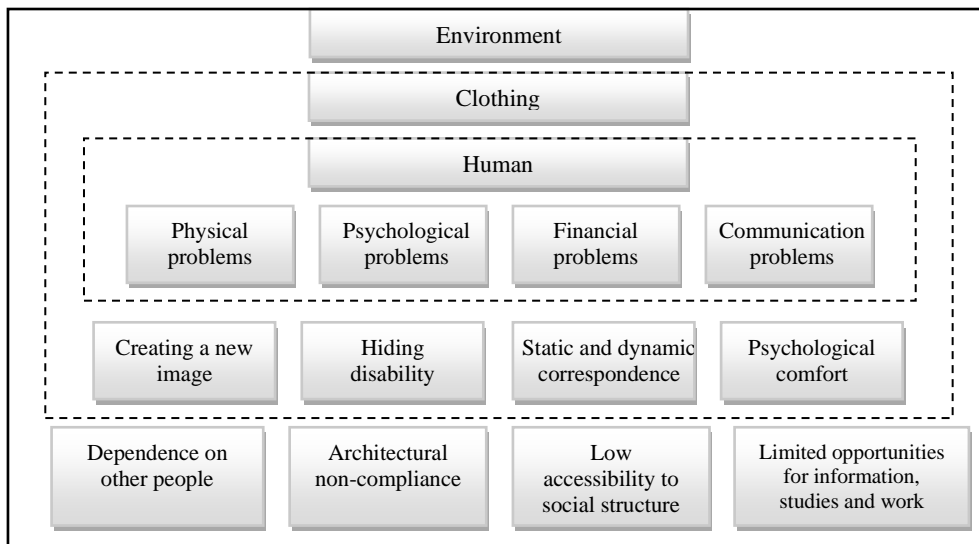 Environment
Clothing
Human
Physical
problems
Psychological
problems
Financial
problems
Communication
problems
Creating a new
image
Hiding
disability
Static and dynamic
correspondence
Psychological
comfort
Dependence on
other people
Architectural
non-compliance
Low
accessibility to
social structure
Limited opportunities
for information,
studies and work